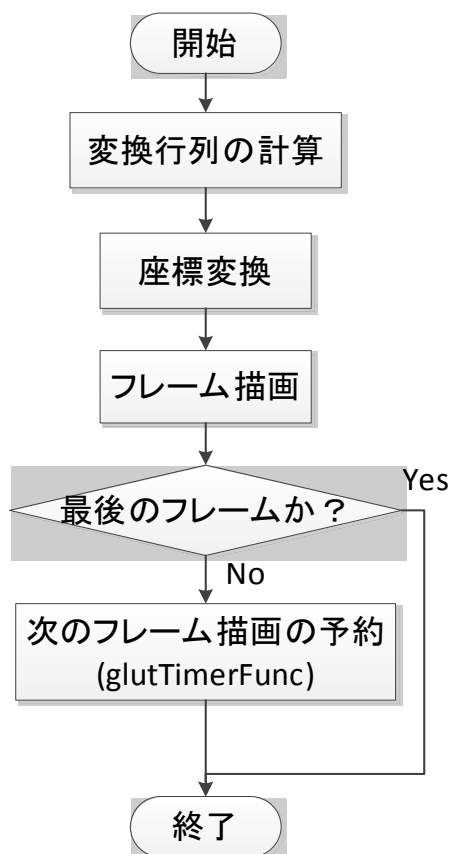 開始
変換行列の計算
座標変換
フレーム描画
最後のフレームか？
Yes
No
次のフレーム描画の予約
(glutTimerFunc)
終了